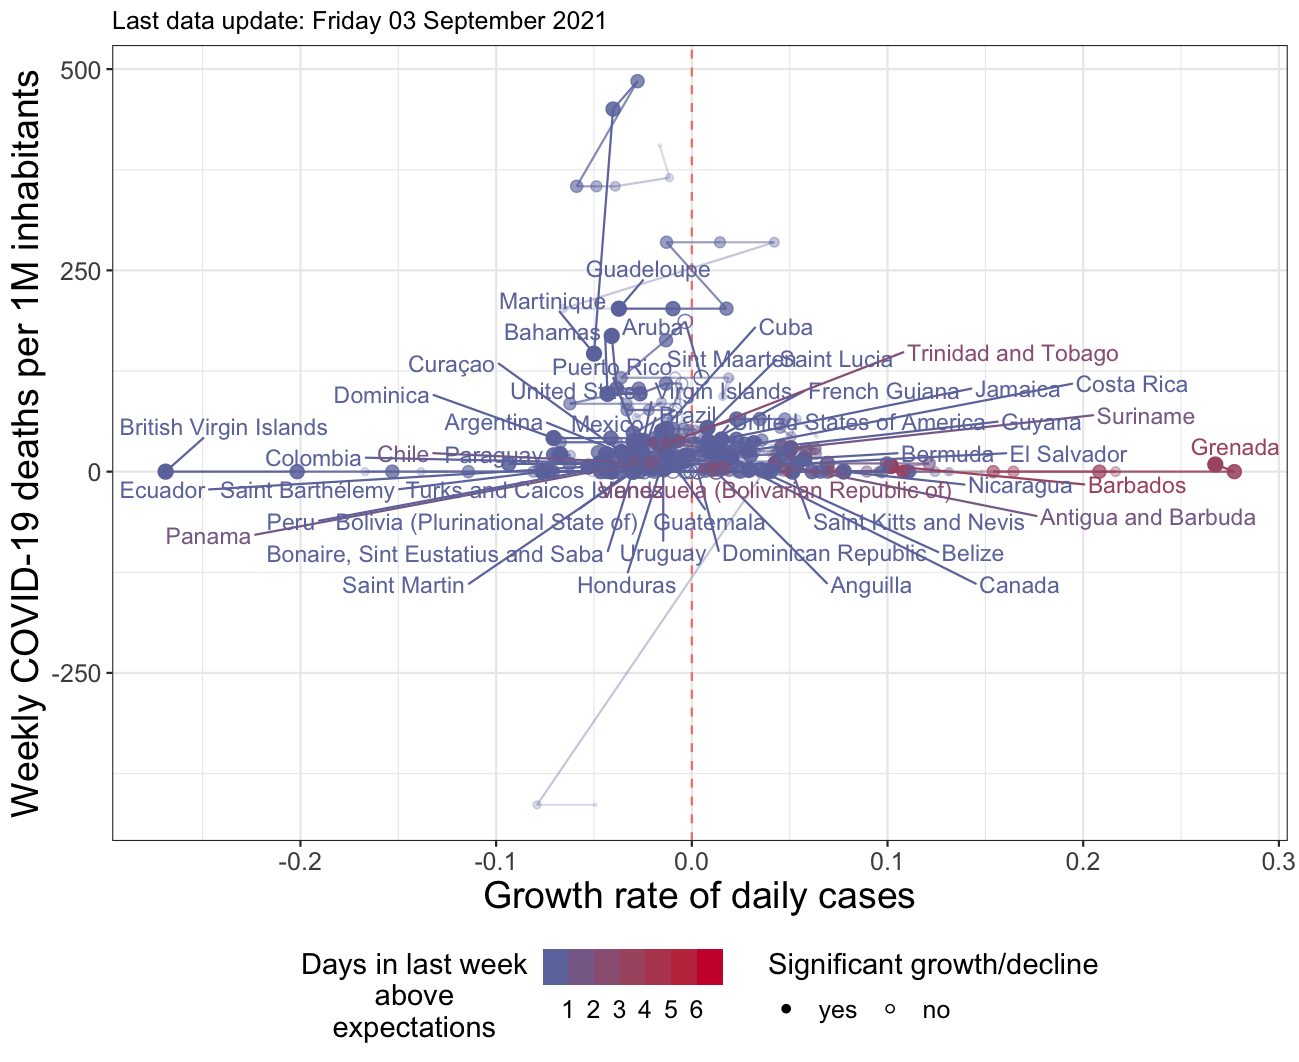 Last data update: Friday 03 September 2021
Weekly COVID-19 deaths per 1M inhabitants
500
250
0
-250
Guadeloupe
Martinique
Bahamas
Aruba
Cuba
Curaçao
Puerto Rico
Sint Maarten
Saint Lucia
Trinidad and Tobago
Dominica
United States Virgin Islands
French Guiana
Jamaica
Costa Rica
British Virgin Islands
Argentina
Mexico
Brazil
United States of America
Guyana
Suriname
Colombia
Chile
Paraguay
Bermuda
El Salvador
Grenada
Ecuador
Saint Barthélemy
Turks and Caicos Islands
Venezuela (Bolivarian Republic of)
Nicaragua
Barbados
Panama
Peru
Bolivia (Plurinational State of)
Guatemala
Saint Kitts and Nevis
Antigua and Barbuda
Bonaire, Sint Eustatius and Saba
Uruguay
Dominican Republic
Belize
Saint Martin
Honduras
Anguilla
Canada
-0.2
-0.1
0.0
0.1
0.2
0.3
Growth rate of daily cases
Days in last week
above
expectations
1 2 3 4 5 6
Significant growth/decline
yes
no